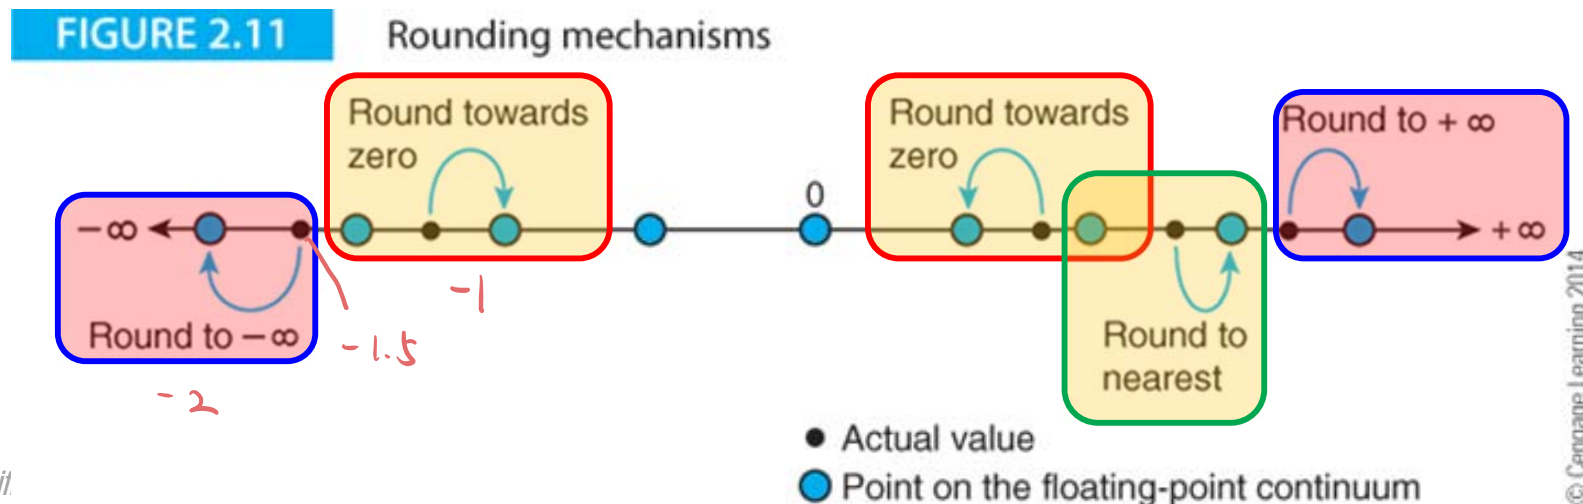 FIGURE 2.11 Rounding mechanisms
Round towards
zero
Round towards
zero
Round to + ∞
0
− ∞
+ ∞
Round to − ∞
-1
-1.5
-2
Round to
nearest
Actual value
Point on the floating-point continuum
© Cengage Learning 2014